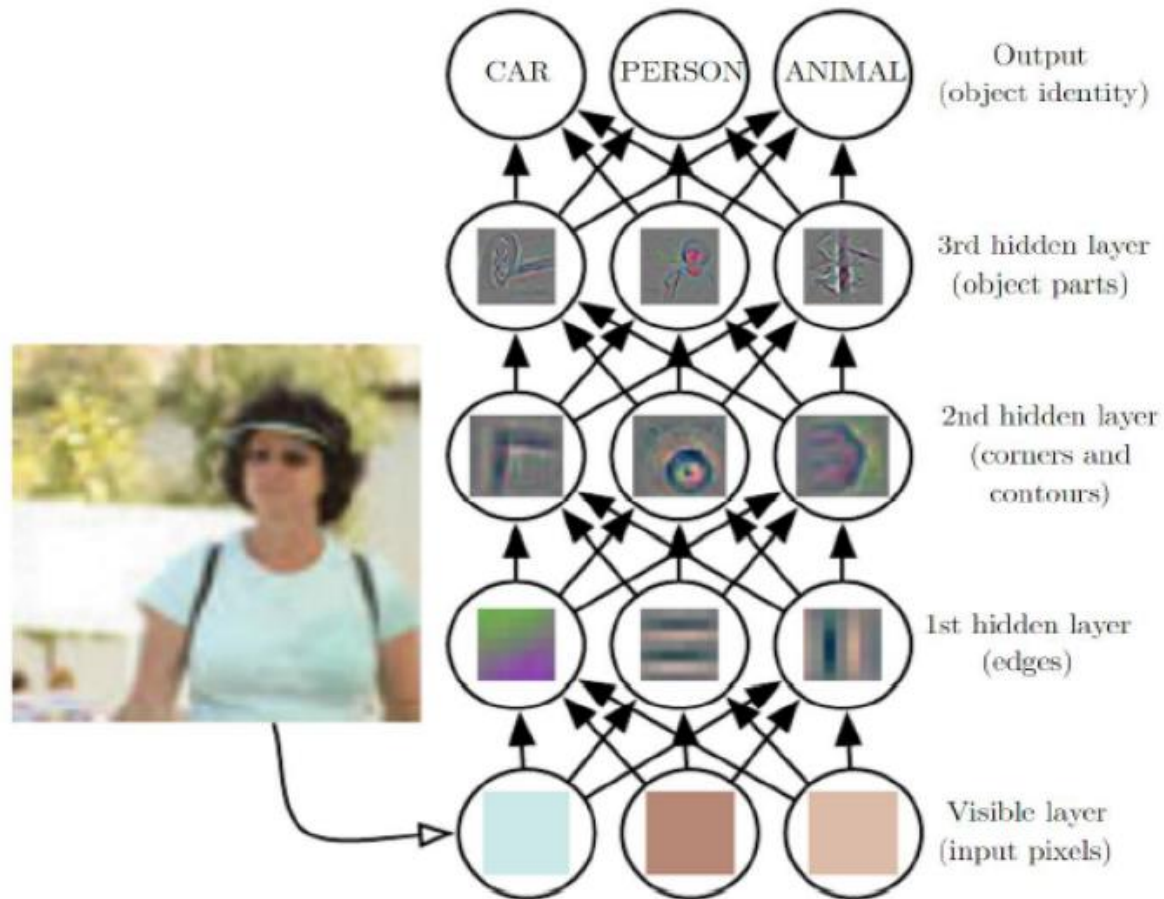 CAR PERSON ANIMAL
Output
(object identity)
3rd hidden layer
(object parts)
2nd hidden layer
(corners and
contours)
1st hidden layer
(edges)
Visible layer
(input pixels)